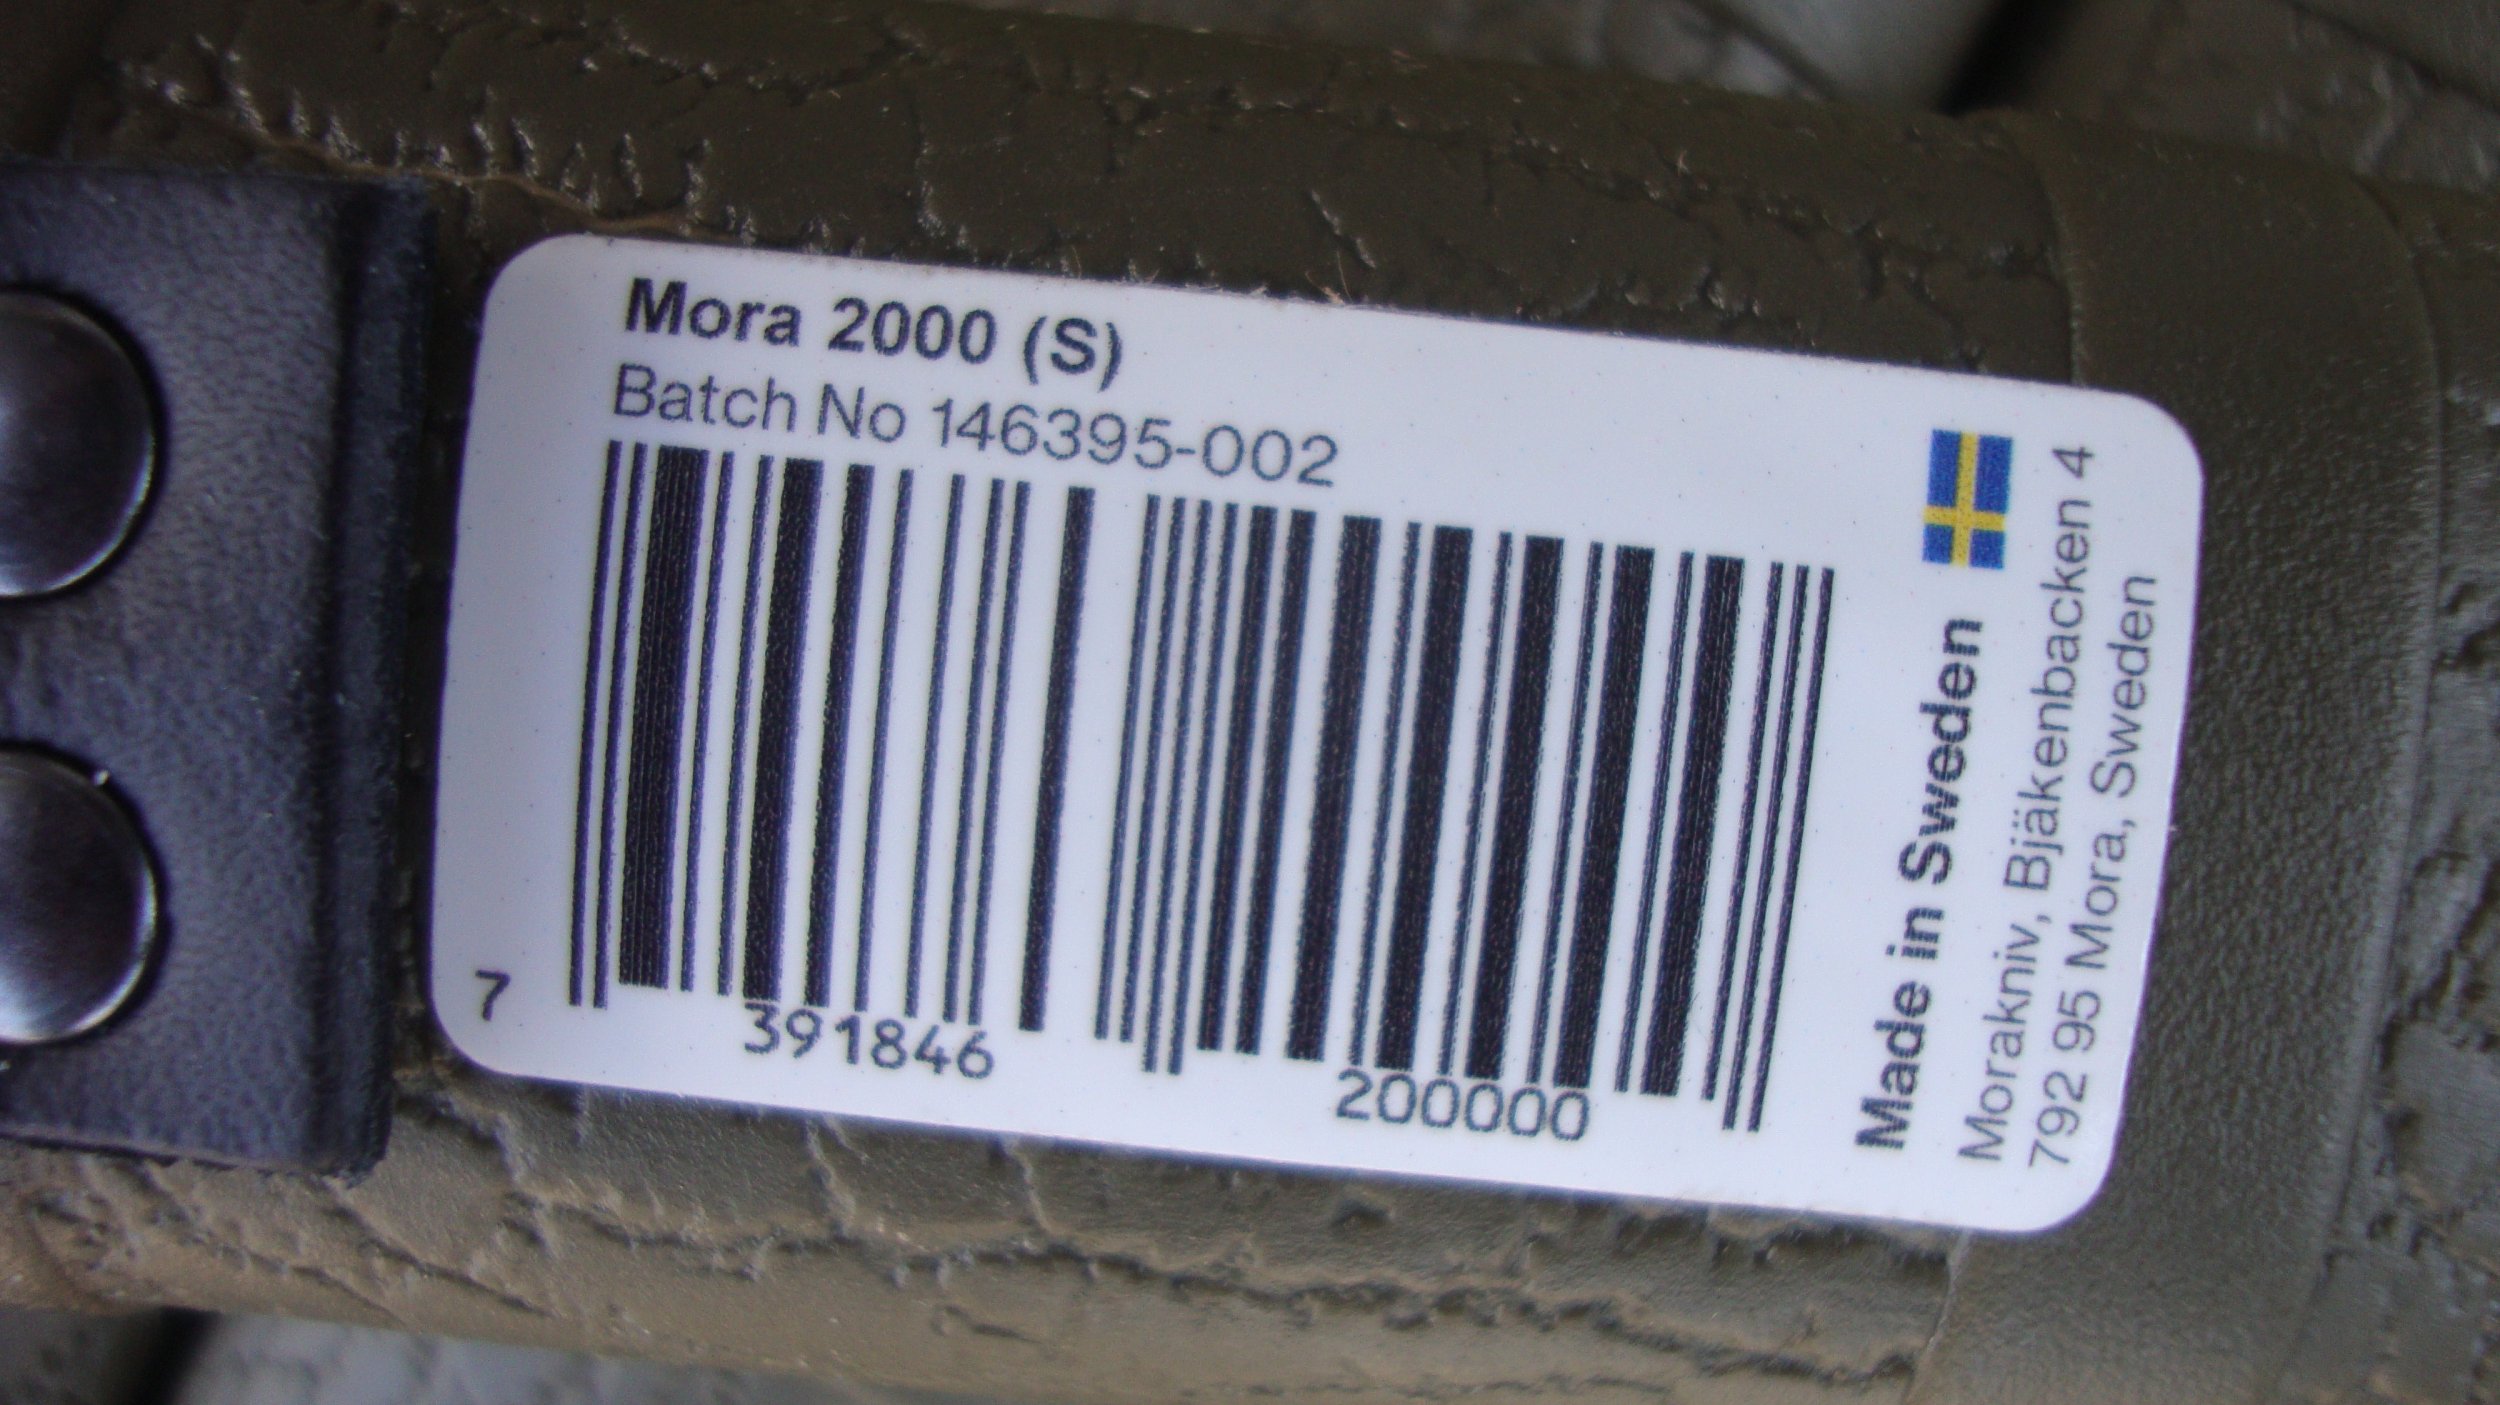 Mora 2000 (S)
Batch No 146395-002
7 391846 200000
Made in Sweden
Morakniv, Bjäkenbacken 4
792 95 Mora, Sweden